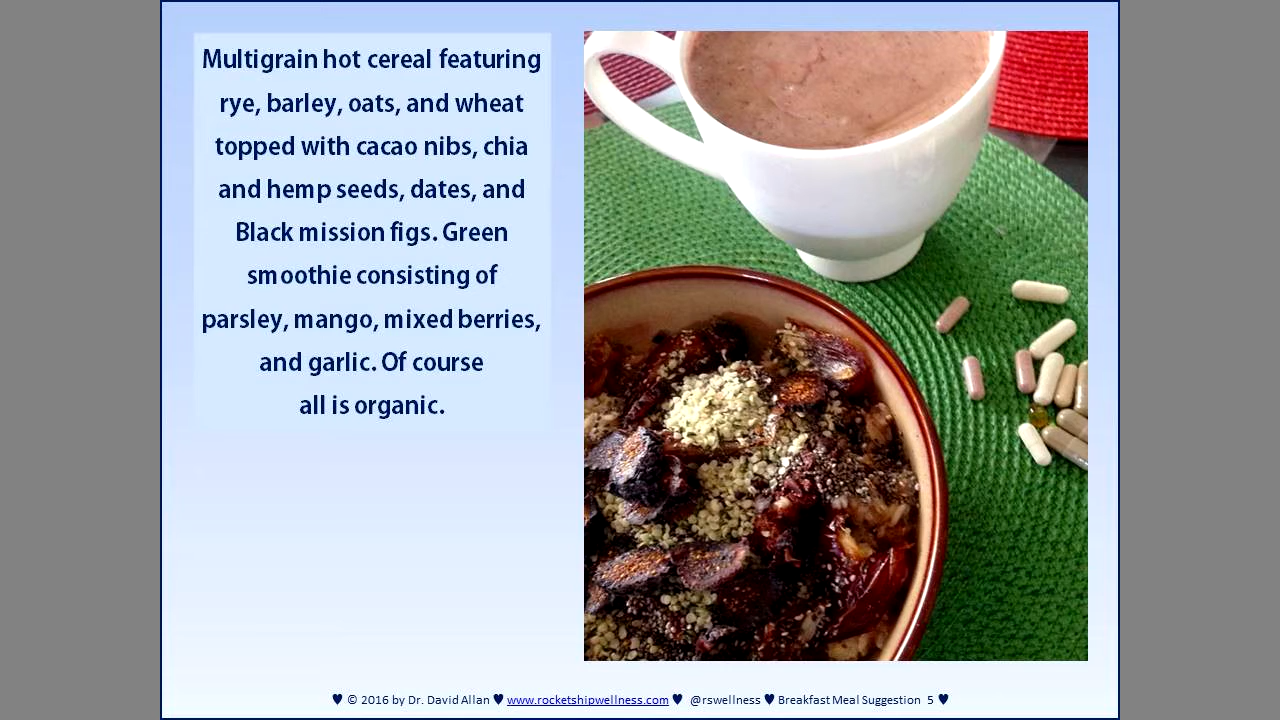 Multigrain hot cereal featuring
rye, barley, oats, and wheat
topped with cacao nibs, chia
and hemp seeds, dates, and
Black mission figs. Green
smoothie consisting of
parsley, mango, mixed berries,
and garlic. Of course
all is organic.
♥ © 2016 by Dr. David Allan ♥ www.rocketshipwellness.com ♥ @rswellness ♥ Breakfast Meal Suggestion 5 ♥